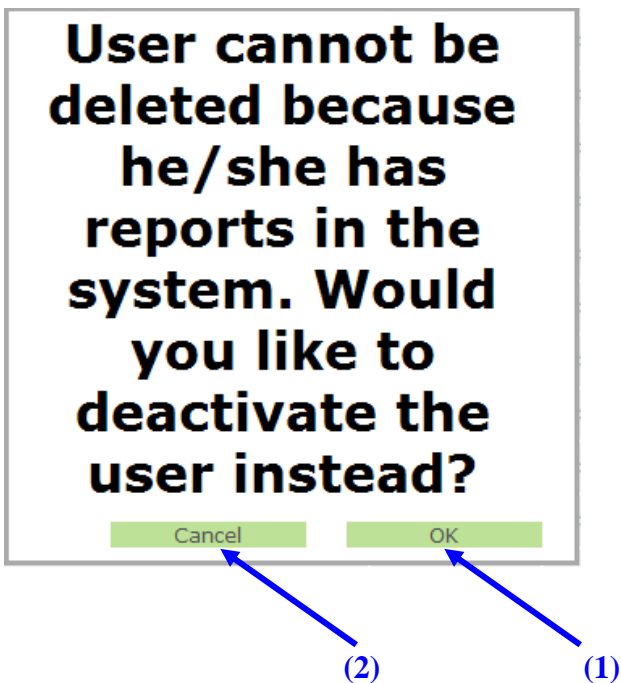 User cannot be
deleted because
he/she has
reports in the
system. Would
you like to
deactivate the
user instead?
Cancel OK
(2) (1)